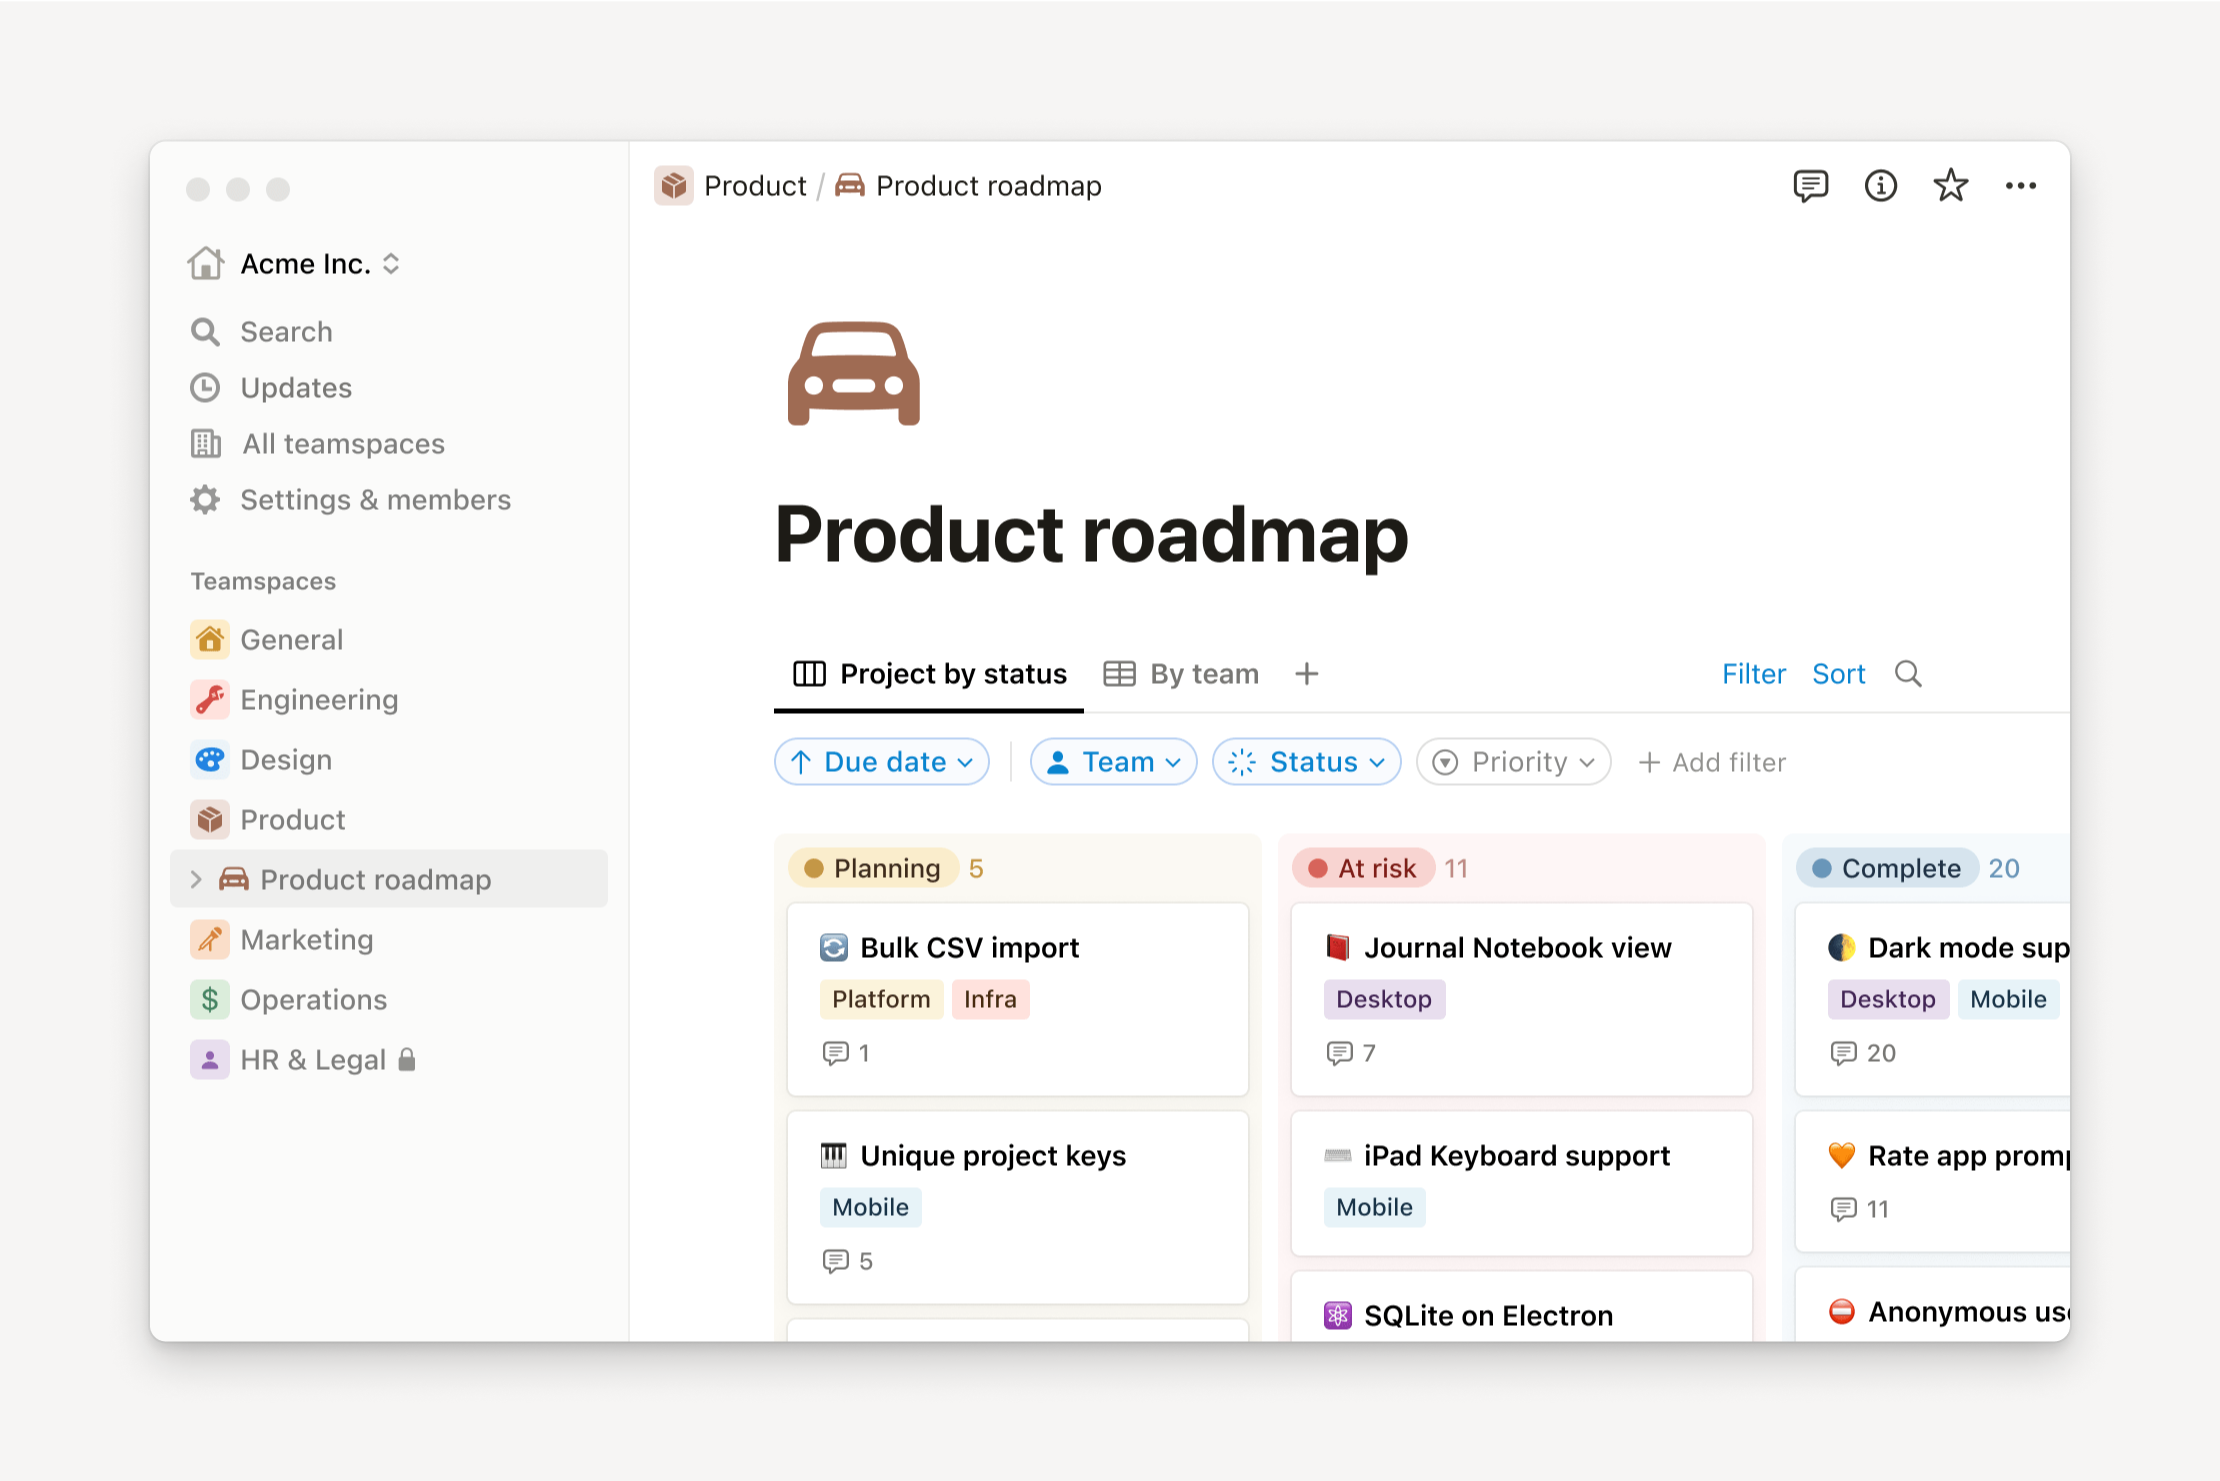 Acme Inc.
Search
Updates
All teamspaces
Settings & members
Teamspaces
General
Engineering
Design
Product
Product roadmap
Marketing
$ Operations
HR & Legal
Product / Product roadmap
Product roadmap
Project by status
By team
Filter
Sort
Due date
Team
Status
Priority
Add filter
Planning 5
Bulk CSV import
Platform Infra
1
Unique project keys
Mobile
5
At risk 11
Journal Notebook view
Desktop
7
iPad Keyboard support
Mobile
SQLite on Electron
Complete 20
Dark mode sup
Desktop Mobile
20
Rate app
11
Anonymous